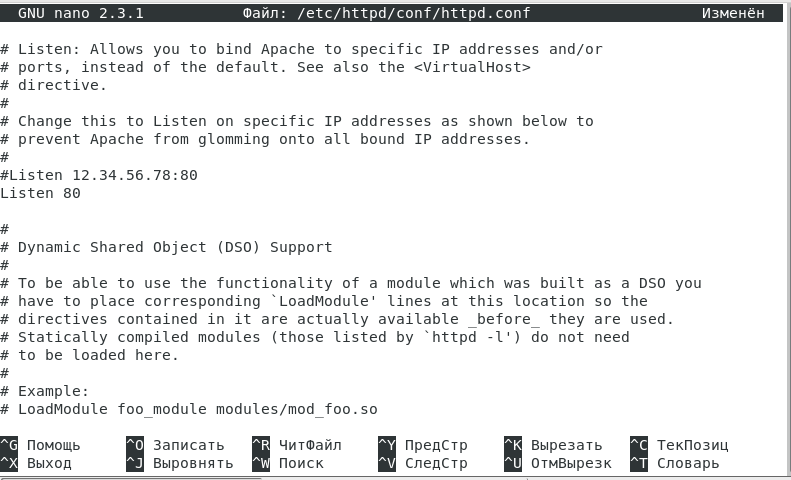 GNU nano 2.3.1 Файл: /etc/httpd/conf/httpd.conf Изменён
# Listen: Allows you to bind Apache to specific IP addresses and/or
# ports, instead of the default. See also the <VirtualHost>
# directive.
#
# Change this to Listen on specific IP addresses as shown below to
# prevent Apache from glomming onto all bound IP addresses.
#
#Listen 12.34.56.78:80
Listen 80
#
# Dynamic Shared Object (DSO) Support
#
# To be able to use the functionality of a module which was built as a DSO you
# have to place corresponding `LoadModule' lines at this location so the
# directives contained in it are actually available _before_ they are used.
# Statically compiled modules (those listed by `httpd -l') do not need
# to be loaded here.
#
# Example:
# LoadModule foo_module modules/mod_foo.so
^G Помощь ^O Записать ^R ЧитФайл ^Y ПредСтр ^K Вырезать ^C ТекПозиц
^X Выход ^J Выровнять ^W Поиск ^V СледСтр ^U ОтмВырезк ^T Словарь